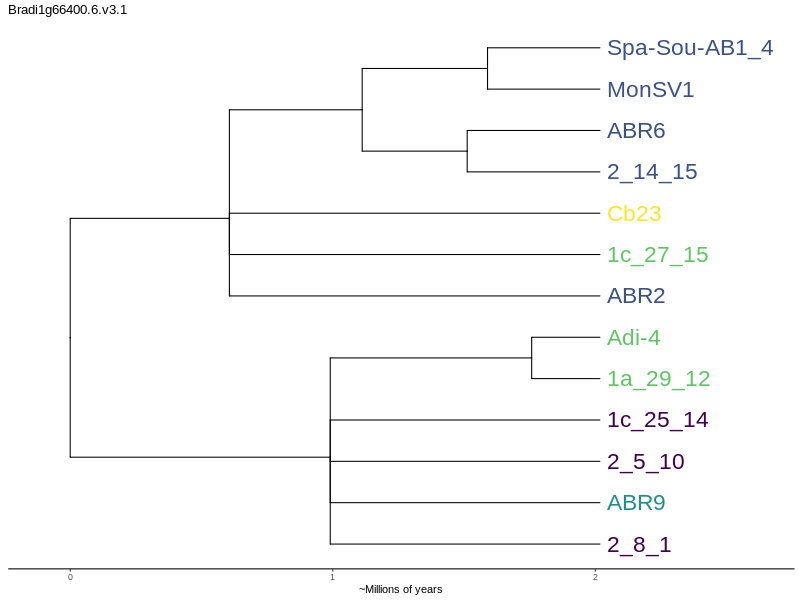 Bradi1g66400.6.v3.1
Spa-Sou-AB1_4
MonSV1
ABR6
2_14_15
Cb23
1c_27_15
ABR2
Adi-4
1a_29_12
1c_25_14
2_5_10
ABR9
2_8_1
0 1 2
~Millions of years